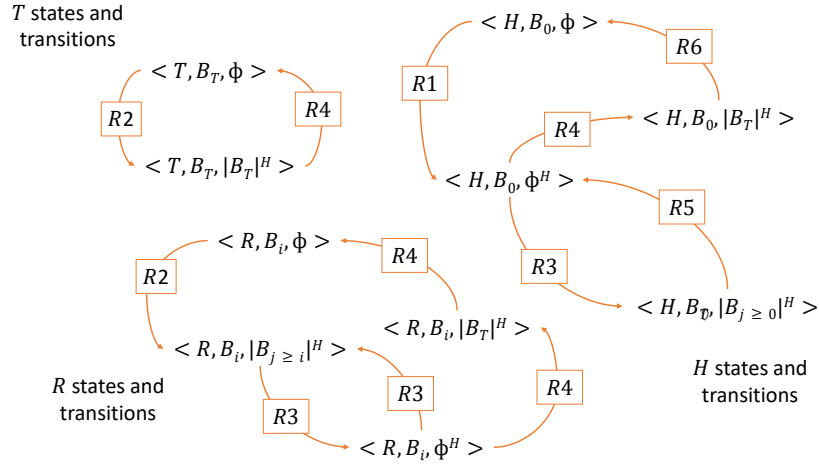 T states and
transitions
< T, B_T, ϕ >
R2
R4
< T, B_T, |B_T|^H >
< H, B_0, ϕ >
R1
R6
R4
< H, B_0, |B_T|^H >
< H, B_0, ϕ^H >
R5
R3
< H, B_, |B_{j ≥ 0}|^H >
H states and
transitions
< R, B_i, ϕ >
R2
R4
< R, B_i, |B_T|^H >
< R, B_i, |B_{j ≥ i}|^H >
R states and
transitions
R3
R3
R4
< R, B_i, ϕ^H >